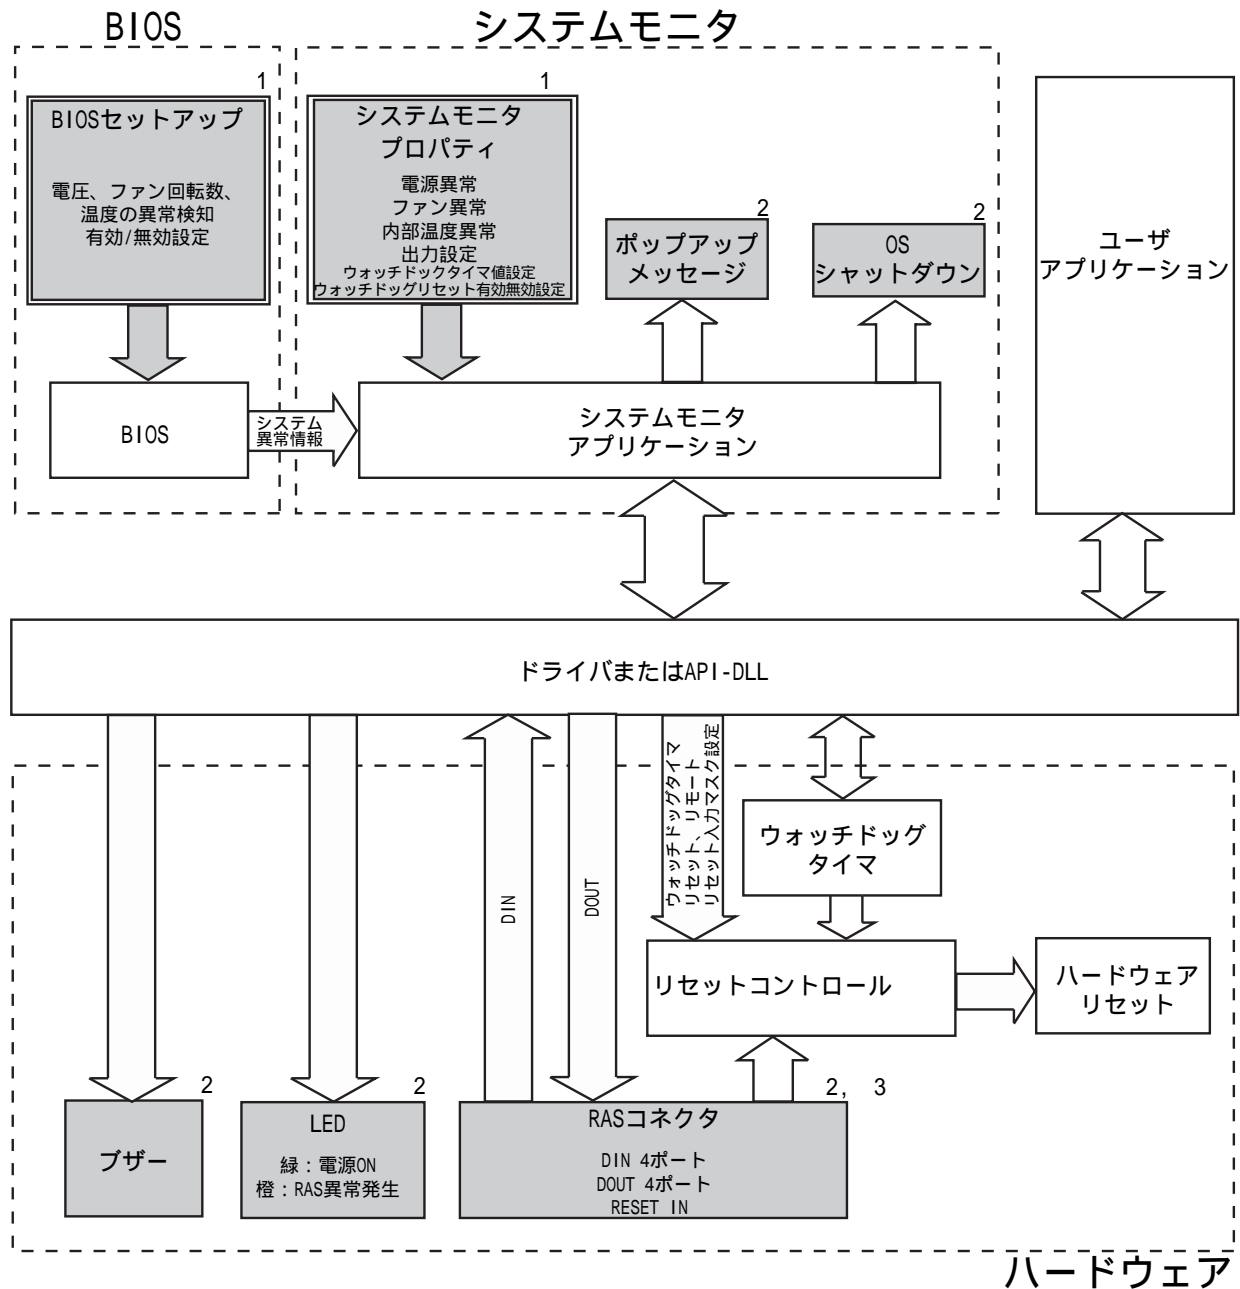 BIOS
システムモニタ
1
BIOSセットアップ
電圧、ファン回転数、
温度の異常検知
有効/無効設定
1
システムモニタ
プロパティ
電源異常
ファン異常
内部温度異常
出力設定
ウォッチドックタイマ値設定
ウォッチドッグリセット有効無効設定
2
ポップアップ
メッセージ
2
OS
シャットダウン
ユーザ
アプリケーション
BIOS
システム
異常情報
システムモニタ
アプリケーション
ドライバまたはAPI-DLL
DIN
DOUT
ウォッチドッグタイマ
リセット、リモート
リセット入力マスク設定
ウォッチドッグ
タイマ
リセットコントロール
ハードウェア
リセット
2
ブザー
2
LED
緑：電源ON
橙：RAS異常発生
2, 3
RASコネクタ
DIN 4ポート
DOUT 4ポート
RESET IN
ハードウェア